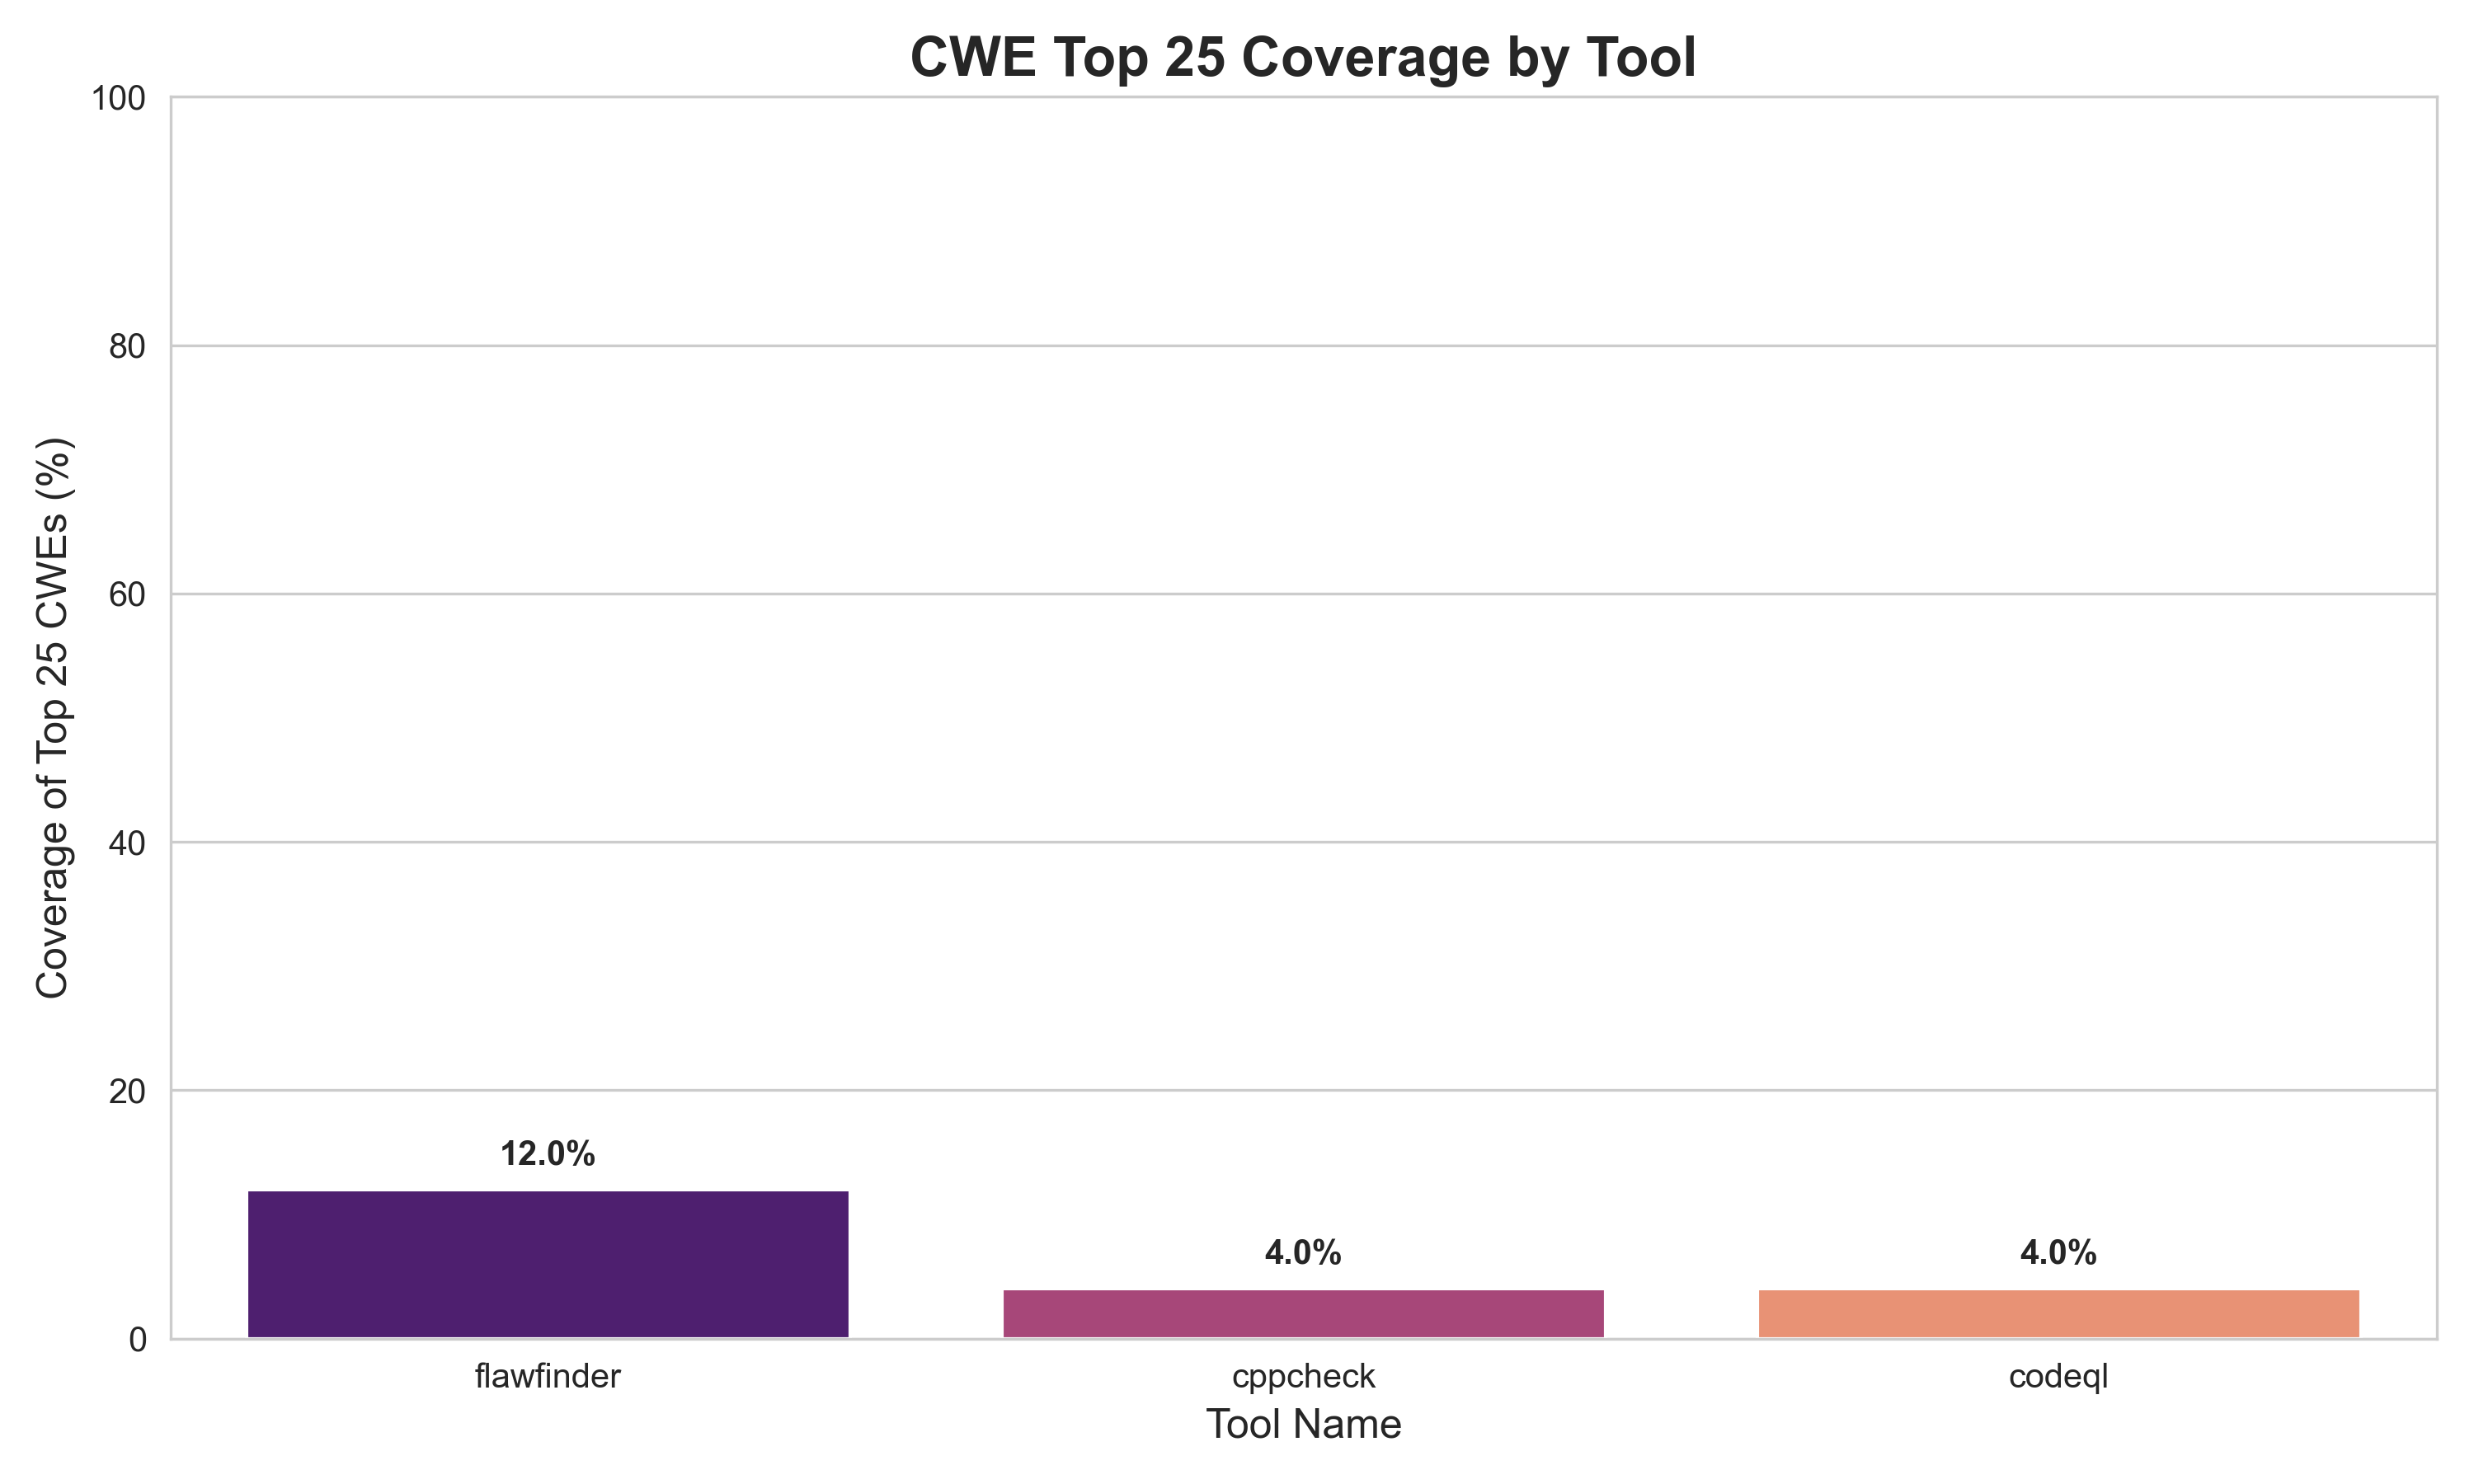 CWE Top 25 Coverage by Tool
Coverage of Top 25 CWEs (%)
100
80
60
40
20
0
12.0%
4.0%
4.0%
flawfinder
cppcheck
codeql
Tool Name